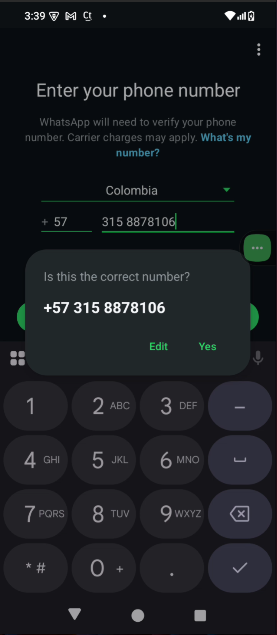 3:39
Enter your phone number
WhatsApp will need to verify your phone
number. Carrier charges may apply. What's my
number?
Colombia
+ 57 315 8878106
Is this the correct number?
+57 315 8878106
Edit Yes
1 2 ABC 3 DEF –
4 GHI 5 JKL 6 MNO
7 PQRS 8 TUV 9 WXYZ
* # 0 + .